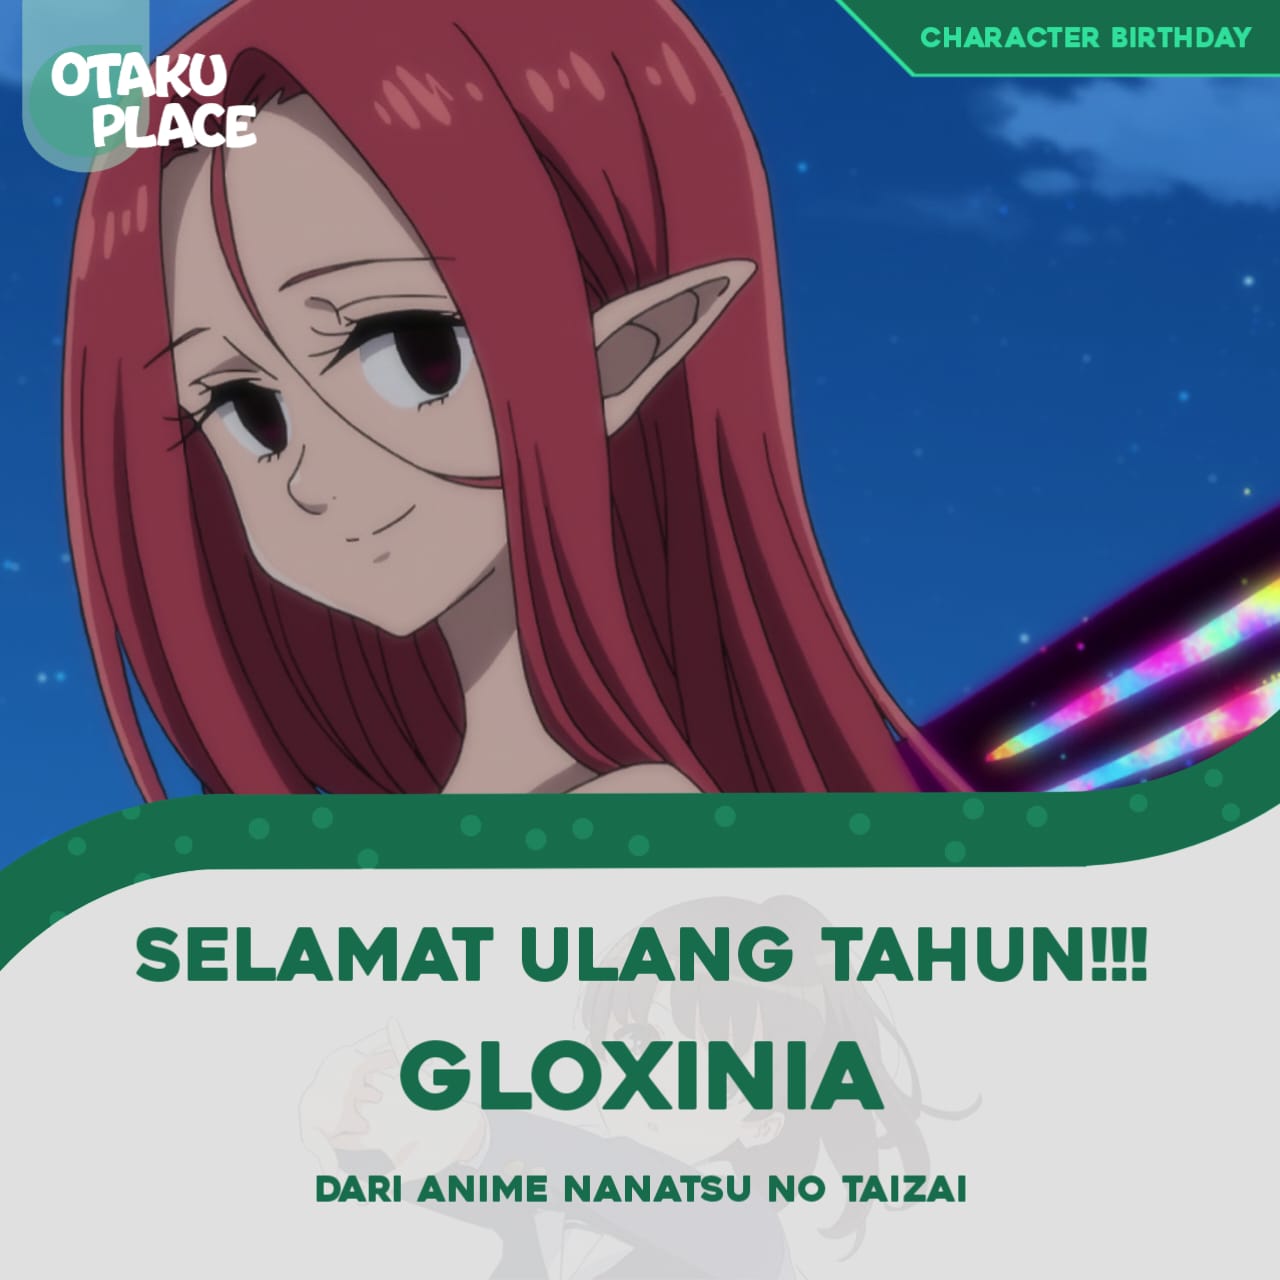 OTAKU
PLACE
CHARACTER BIRTHDAY
SELAMAT ULANG TAHUN!!!
GLOXINIA
DARI ANIME NANATSU NO TAIZAI